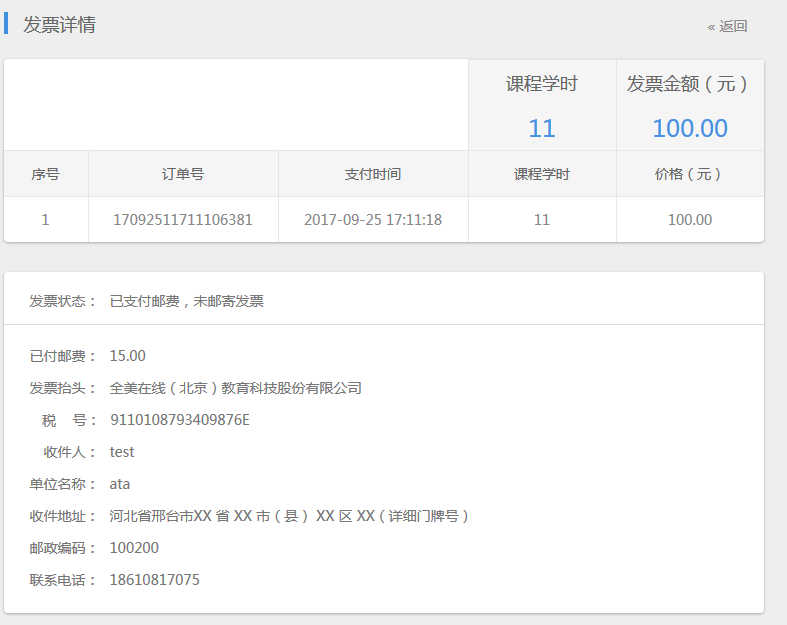 发票详情
« 返回
课程学时 发票金额（元）
11 100.00
序号 订单号 支付时间 课程学时 价格（元）
1 17092511711106381 2017-09-25 17:11:18 11 100.00
发票状态： 已支付邮费，未邮寄发票
已付邮费： 15.00
发票抬头： 全美在线（北京）教育科技股份有限公司
税 号： 9110108793409876E
收件人： test
单位名称： ata
收件地址： 河北省邢台市XX 省 XX 市（县） XX 区 XX（详细门牌号）
邮政编码： 100200
联系电话： 18610817075